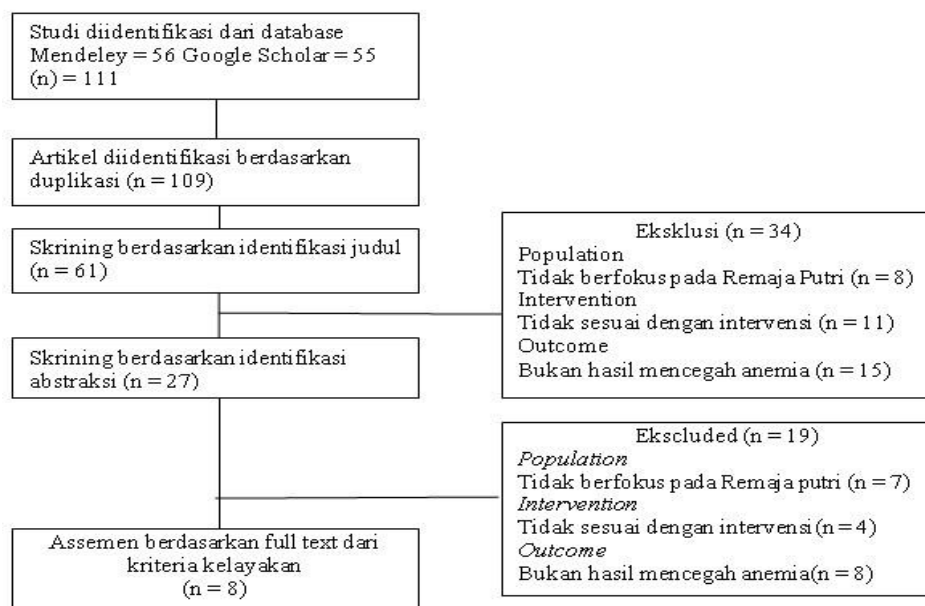 Studi diidentifikasi dari database
Mendeley = 56 Google Scholar = 55
(n) = 111
Artikel diidentifikasi berdasarkan
duplikasi (n = 109)
Skrining berdasarkan identifikasi judul
(n = 61)
Eksklusi (n = 34)
Population
Tidak berfokus pada Remaja Putri (n = 8)
Intervention
Tidak sesuai dengan intervensi (n = 11)
Outcome
Bukan hasil mencegah anemia (n = 15)
Skrining berdasarkan identifikasi
abstraksi (n = 27)
Ekscluded (n = 19)
Population
Tidak berfokus pada Remaja putri (n = 7)
Intervention
Tidak sesuai dengan intervensi (n = 4)
Outcome
Bukan hasil mencegah anemia(n = 8)
Assemen berdasarkan full text dari
kriteria kelayakan
(n = 8)